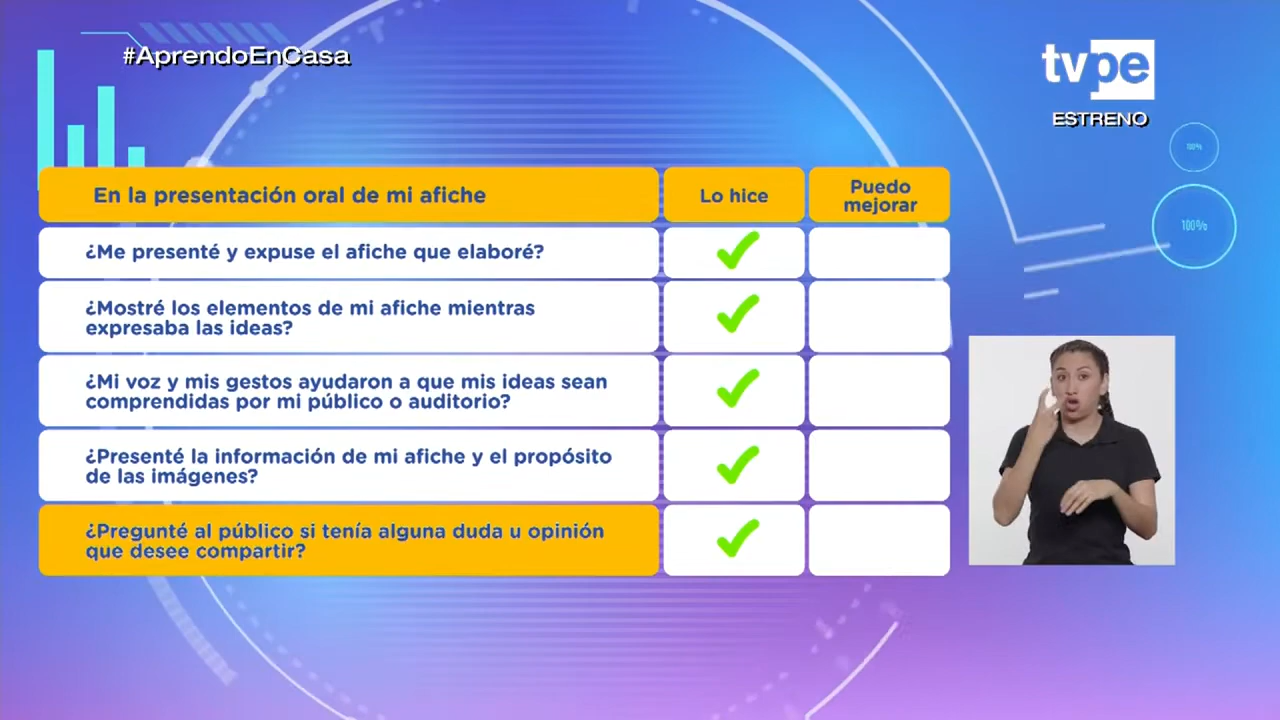 #AprendoEnCasa
tvpe
ESTRENO
100%
100%
En la presentación oral de mi afiche
Lo hice
Puedo
mejorar
¿Me presenté y expuse el afiche que elaboré?
¿Mostré los elementos de mi afiche mientras
expresaba las ideas?
¿Mi voz y mis gestos ayudaron a que mis ideas sean
comprendidas por mi público o auditorio?
¿Presenté la información de mi afiche y el propósito
de las imágenes?
¿Pregunté al público si tenía alguna duda u opinión
que desee compartir?